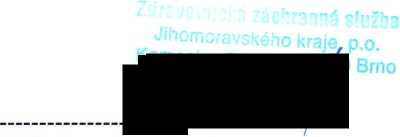 Zdravotnická záchranná služba
Jihomoravského kraje, p.o.
Brno